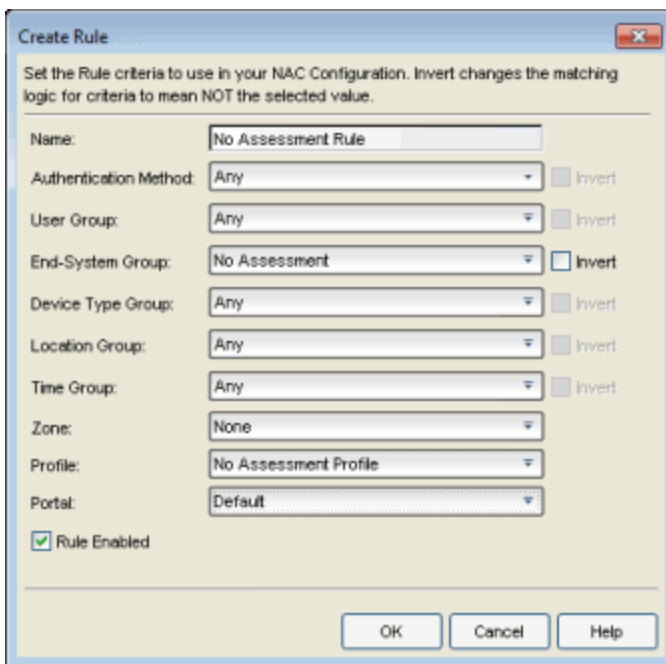 Create Rule
Set the Rule criteria to use in your NAC Configuration. Invert changes the matching
logic for criteria to mean NOT the selected value.
Name: No Assessment Rule
Authentication Method: Any Invert
User Group: Any Invert
End-System Group: No Assessment Invert
Device Type Group: Any Invert
Location Group: Any Invert
Time Group: Any Invert
Zone: None
Profile: No Assessment Profile
Portal: Default
Rule Enabled
OK Cancel Help